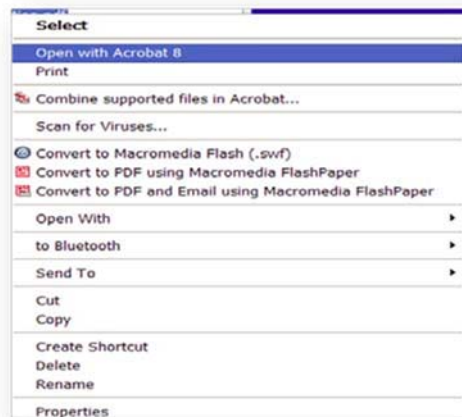 Select
Open with Acrobat 8
Print
Combine supported files in Acrobat...
Scan for Viruses...
Convert to Macromedia Flash (.swf)
Convert to PDF using Macromedia FlashPaper
Convert to PDF and Email using Macromedia FlashPaper
Open With
to Bluetooth
Send To
Cut
Copy
Create Shortcut
Delete
Rename
Properties